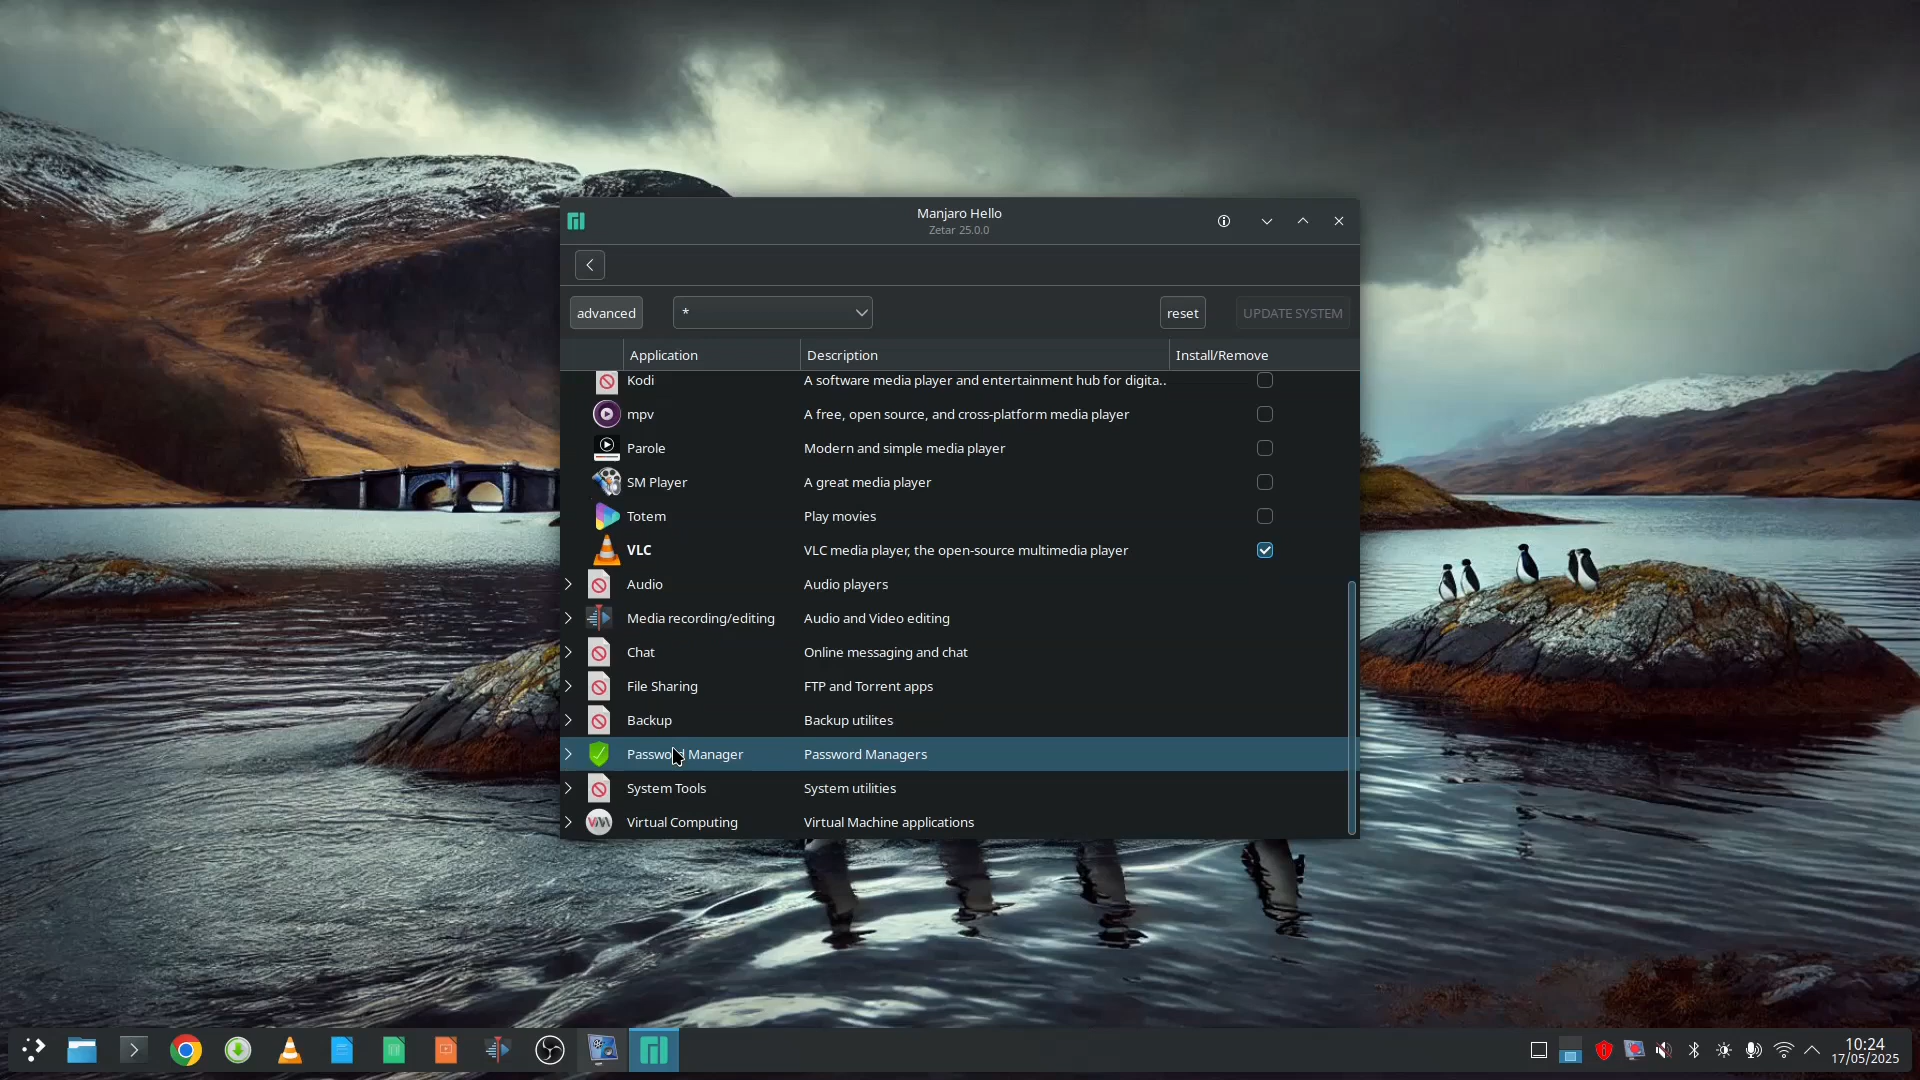 Manjaro Hello
Zetar 25.0.0
advanced
*
reset
UPDATE SYSTEM
Application Description Install/Remove
Kodi A software media player and entertainment hub for digita..
mpv A free, open source, and cross-platform media player
Parole Modern and simple media player
SM Player A great media player
Totem Play movies
VLC VLC media player, the open-source multimedia player
Audio Audio players
Media recording/editing Audio and Video editing
Chat Online messaging and chat
File Sharing FTP and Torrent apps
Backup Backup utilites
Password Manager Password Managers
System Tools System utilities
Virtual Computing Virtual Machine applications
10:24
17/05/2025